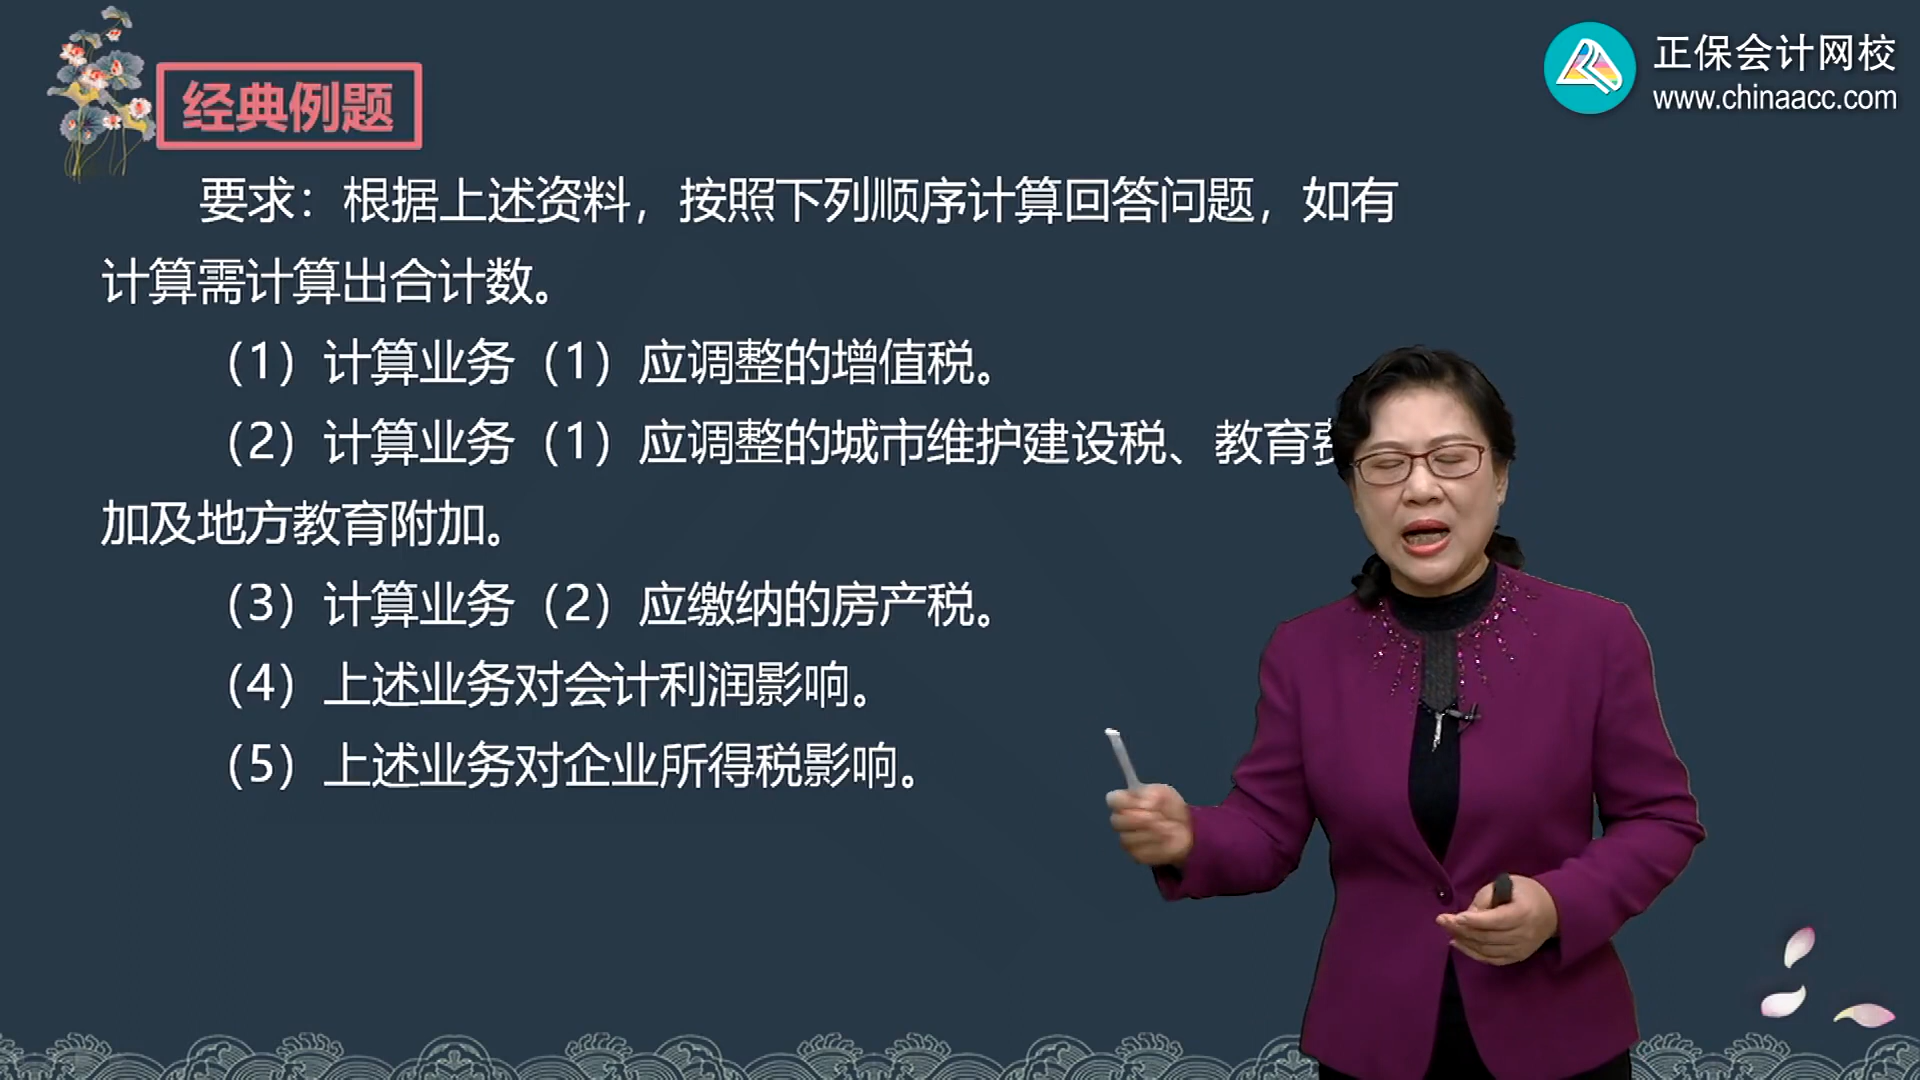 正保会计网校
www.chinaacc.com
经典例题
要求：根据上述资料，按照下列顺序计算回答问题，如有
计算需计算出合计数。
（1）计算业务（1）应调整的增值税。
（2）计算业务（1）应调整的城市维护建设税、教育费
加及地方教育附加。
（3）计算业务（2）应缴纳的房产税。
（4）上述业务对会计利润影响。
（5）上述业务对企业所得税影响。